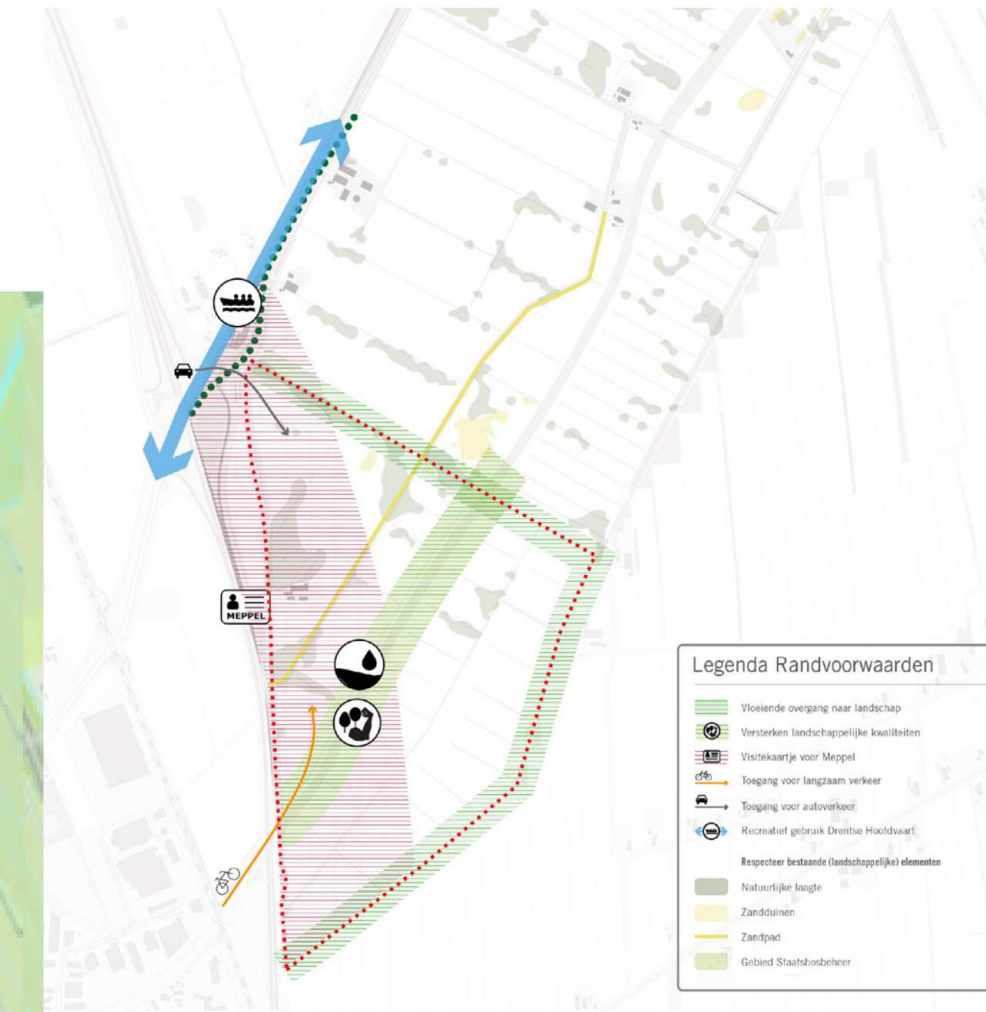 MEPPEL
Legenda Randvoorwaarden
Vloeiende overgang naar landschap
Versterken landschappelijke kwaliteiten
Visitekaartje voor Meppel
Toegang voor langzaam verkeer
Toegang voor autoverkeer
Recreatief gebruik Drentse Hoofdvaart
Respecteer bestaande (landschappelijke) elementen
Natuurlijke laagte
Zandduinen
Zandpad
Gebied Staatsbosbeheer